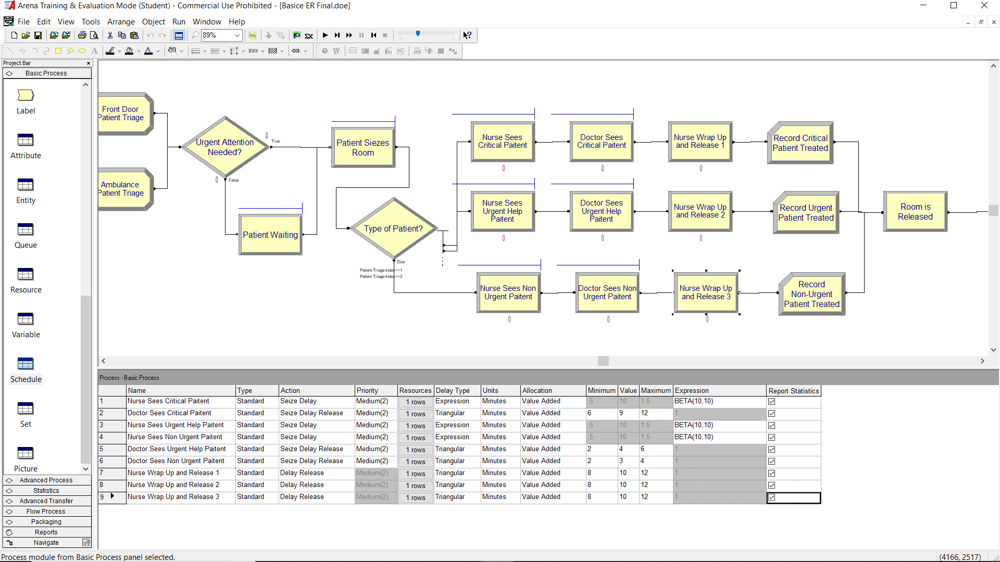 Arena Training & Evaluation Mode (Student) - Commercial Use Prohibited - [Basice ER Final.doe]
File Edit View Tools Arrange Object Run Window Help
89%
Project Bar
Basic Process
Label
Attribute
Entity
Queue
Resource
Variable
Schedule
Set
Picture
Advanced Process
Statistics
Advanced Transfer
Flow Process
Packaging
Reports
Navigate
Front Door
Patient Triage
Ambulance
Patient Triage
Urgent Attention
Needed?
0
True
0
False
Patient Waiting
Patient Siezes
Room
Type of Patient?
Else
Patient Triage Index==1
Patient Triage Index==2
Nurse Sees
Critical Paitent
0
Doctor Sees
Critical Paitent
0
Nurse Wrap Up
and Release 1
0
Record Critical
Patient Treated
Nurse Sees
Urgent Help
Paitent
0
Doctor Sees
Urgent Help
Paitent
0
Nurse Wrap Up
and Release 2
0
Record Urgent
Patient Treated
Room is
Released
Nurse Sees Non
Urgent Paitent
0
Doctor Sees Non
Urgent Paitent
0
Nurse Wrap Up
and Release 3
0
Record
Non-Urgent
Patient Treated
Process - Basic Process
Name Type Action Priority Resources Delay Type Units Allocation Minimum Value Maximum Expression Report Statistics
1 Nurse Sees Critical Paitent Standard Seize Delay Medium(2) 1 rows Expression Minutes Value Added .5 10 1.5 BETA(10,10)
2 Doctor Sees Critical Paitent Standard Seize Delay Release Medium(2) 1 rows Triangular Minutes Value Added 6 9 12 1
3 Nurse Sees Urgent Help Paitent Standard Seize Delay Medium(2) 1 rows Expression Minutes Value Added .5 10 1.5 BETA(10,10)
4 Nurse Sees Non Urgent Paitent Standard Seize Delay Medium(2) 1 rows Expression Minutes Value Added .5 10 1.5 BETA(10,10)
5 Doctor Sees Urgent Help Paitent Standard Seize Delay Release Medium(2) 1 rows Triangular Minutes Value Added 2 4 6 1
6 Doctor Sees Non Urgent Paitent Standard Seize Delay Release Medium(2) 1 rows Triangular Minutes Value Added 2 3 4 1
7 Nurse Wrap Up and Release 1 Standard Delay Release Medium(2) 1 rows Triangular Minutes Value Added 8 10 12 1
8 Nurse Wrap Up and Release 2 Standard Delay Release Medium(2) 1 rows Triangular Minutes Value Added 8 10 12 1
9 Nurse Wrap Up and Release 3 Standard Delay Release Medium(2) 1 rows Triangular Minutes Value Added 8 10 12 1
Process module from Basic Process panel selected.
(4166, 2517)